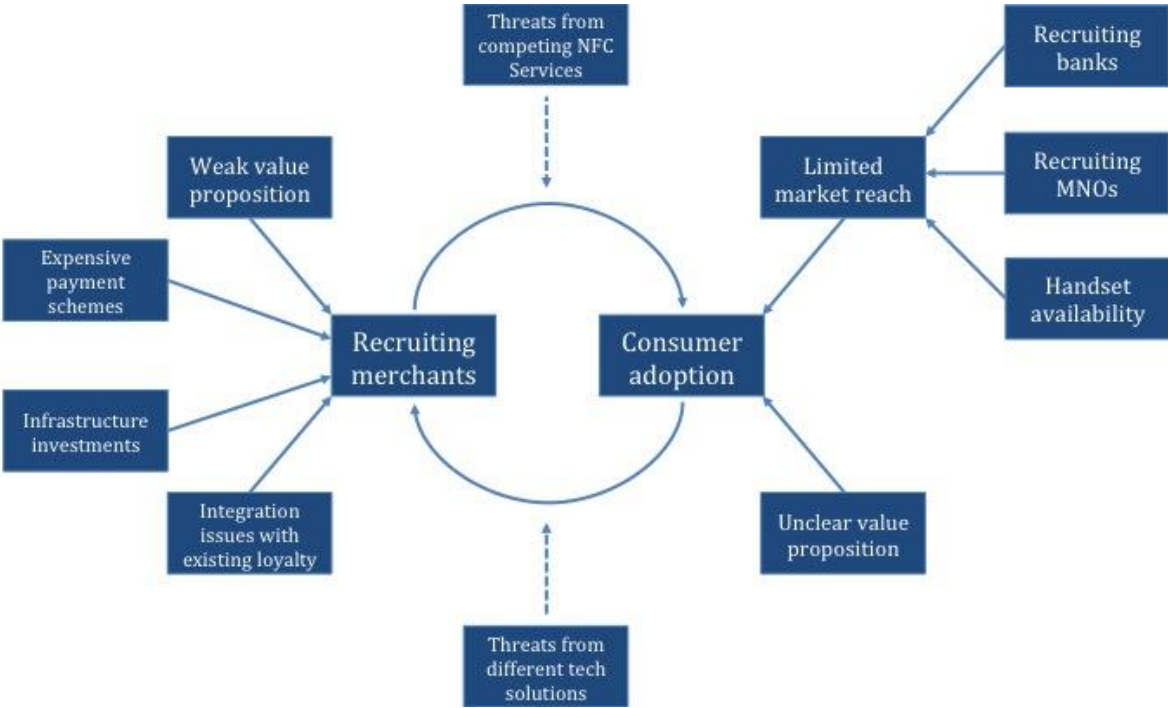 Threats from
competing NFC
Services
Recruiting
banks
Weak value
proposition
Limited
market reach
Recruiting
MNOs
Expensive
payment
schemes
Handset
availability
Recruiting
merchants
Consumer
adoption
Infrastructure
investments
Integration
issues with
existing loyalty
Unclear value
proposition
Threats from
different tech
solutions